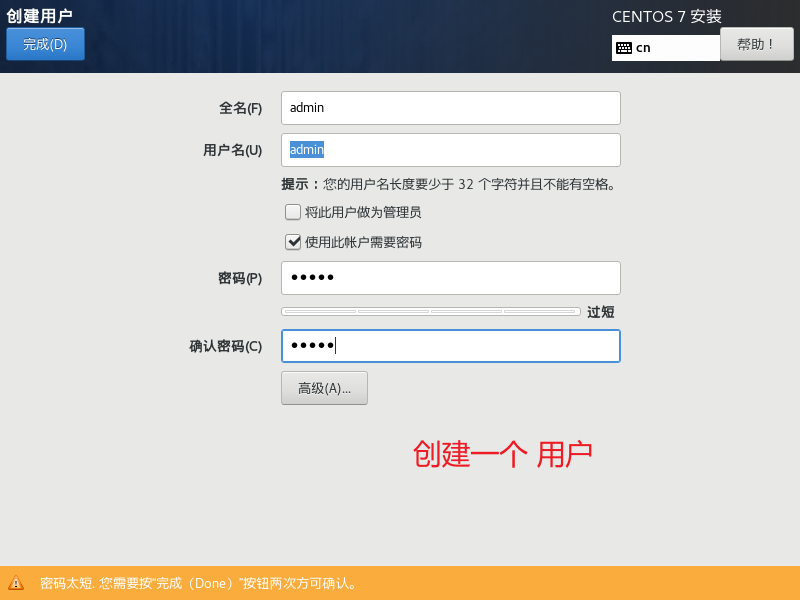 创建用户
CENTOS 7 安装
完成(D)
cn
帮助！
全名(F)
admin
用户名(U)
admin
提示：您的用户名长度要少于 32 个字符并且不能有空格。
将此用户做为管理员
使用此帐户需要密码
密码(P)
●●●●●
过短
确认密码(C)
●●●●●
高级(A)...
创建一个 用户
密码太短. 您需要按“完成（Done）”按钮两次方可确认。